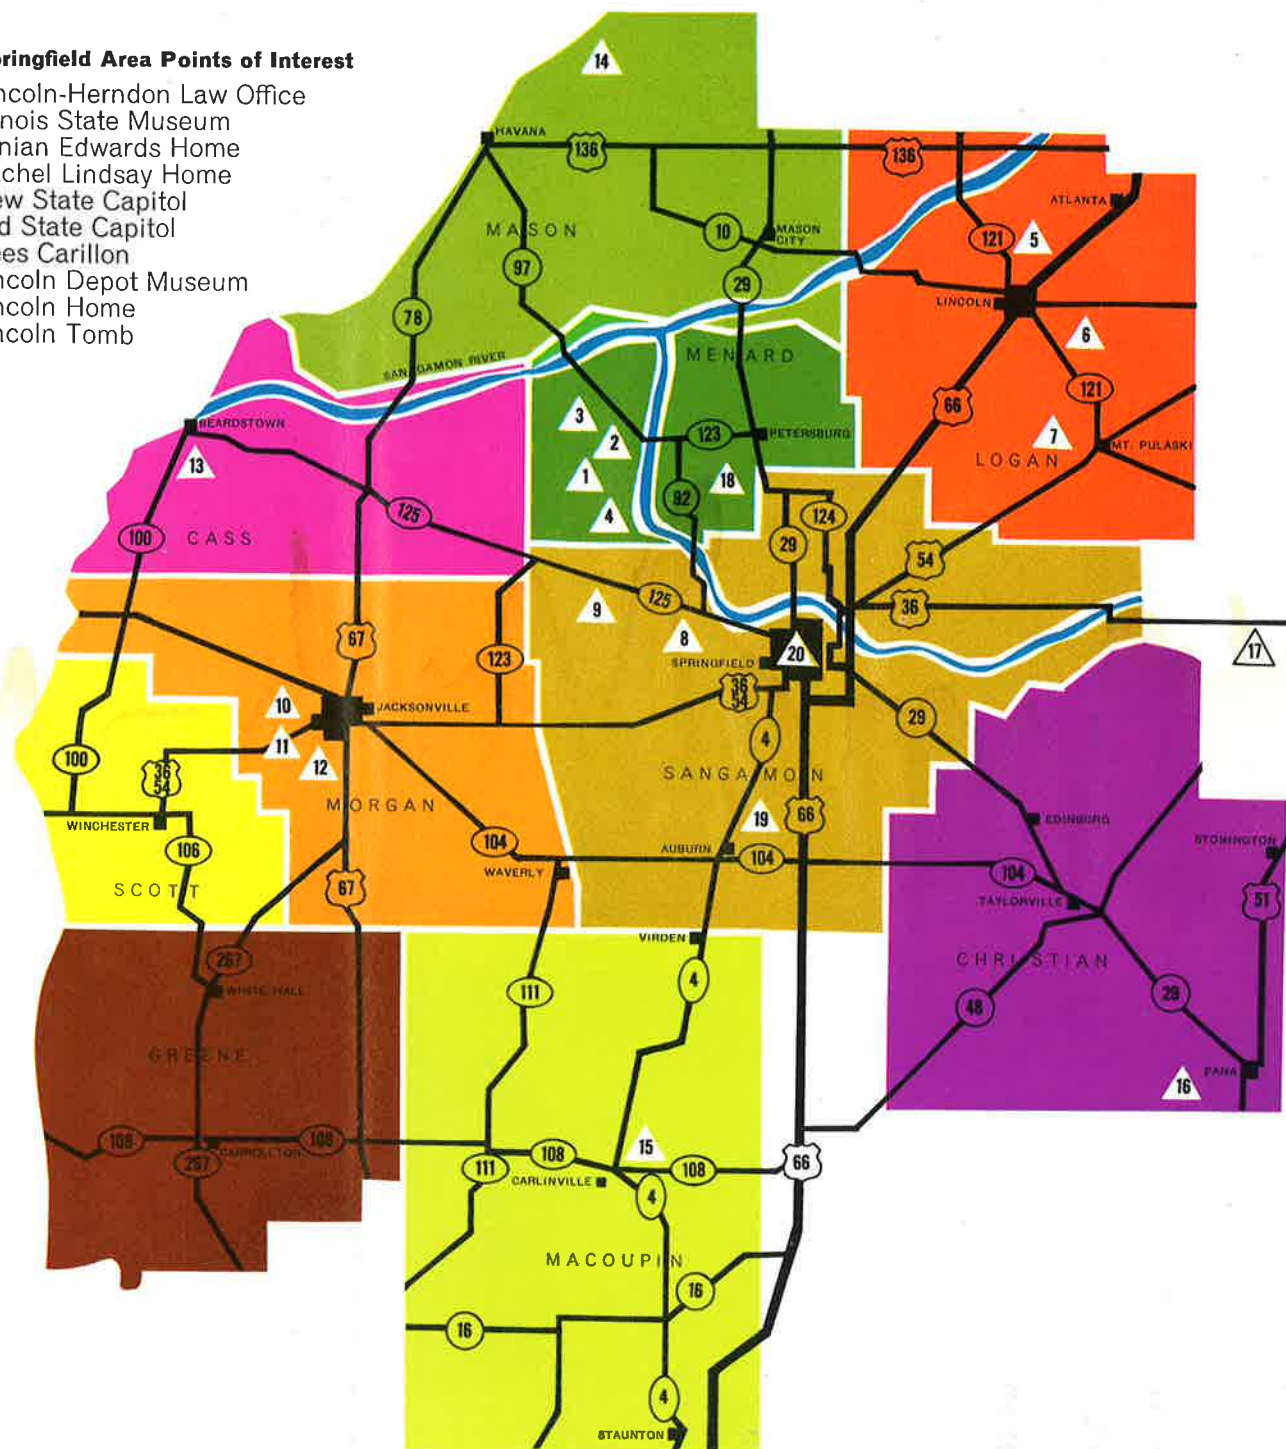 ringfield Area Points of Interest
ncoln-Herndon Law Office
nois State Museum
nian Edwards Home
chel Lindsay Home
ew State Capitol
d State Capitol
ees Carillon
ncoln Depot Museum
ncoln Home
ncoln Tomb
14
HAVANA
136
136
ATLANTA
MASON
10
MASON
CITY
121
5
97
29
LINCOLN
78
6
SANGAMON RIVER
MENARD
66
121
3
BEARDSTOWN
2
123
PETERSBURG
7
MT. PULASKI
LOGAN
13
1
18
125
92
4
124
100
CASS
29
54
9
125
36
67
8
17
123
SPRINGFIELD
20
36
54
10
JACKSONVILLE
29
11
4
100
36
54
12
SANGAMON
MORGAN
66
19
EDINBURG
WINCHESTER
104
STONINGTON
106
AUBURN
104
WAVERLY
104
SCOTT
67
TAYLORVILLE
51
VIRDEN
267
CHRISTIAN
4
WHITE HALL
111
29
48
GREENE
PANA
16
108
108
15
CARROLLTON
108
267
111
108
66
CARLINVILLE
4
MACOUPIN
16
16
4
STAUNTON